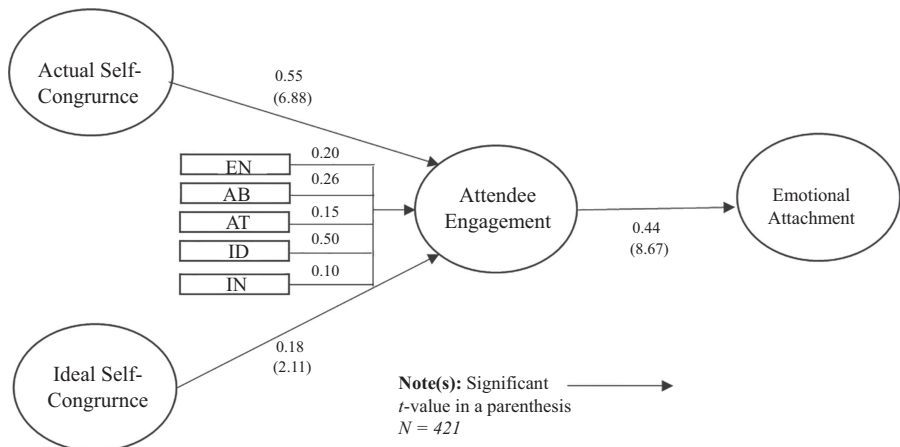 Actual Self-
Congrurnce
0.55
(6.88)
0.20
EN
0.26
AB
0.15
AT
0.50
ID
0.10
IN
Attendee
Engagement
0.44
(8.67)
Emotional
Attachment
0.18
(2.11)
Ideal Self-
Congrurnce
Note(s): Significant
t-value in a parenthesis
N = 421